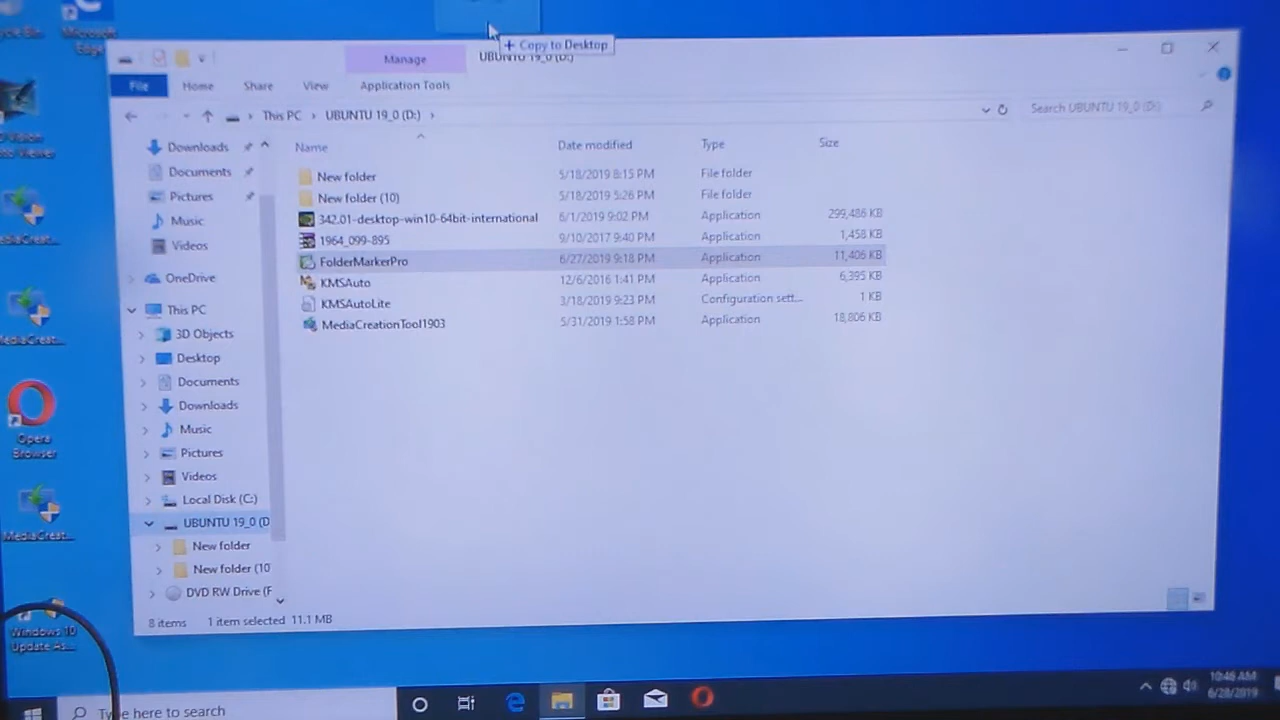 Microsoft
Edge
+ Copy to Desktop
UBUNTU 19_0 (D:)
Manage
File
Home
Share
View
Application Tools
This PC
UBUNTU 19_0 (D:)
Search UBUNTU 19_0 (D:)
Name
Date modified
Type
Size
New folder
5/18/2019 8:15 PM
File folder
New folder (10)
5/18/2019 5:26 PM
File folder
342.01-desktop-win10-64bit-international
6/1/2019 9:02 PM
Application
299,486 KB
1964_099-895
9/10/2017 9:40 PM
Application
1,458 KB
FolderMarkerPro
6/27/2019 9:18 PM
Application
11,406 KB
KMSAuto
12/6/2016 1:41 PM
Application
6,395 KB
KMSAutoLite
3/18/2019 9:23 PM
Configuration sett...
1 KB
MediaCreationTool1903
5/31/2019 1:58 PM
Application
18,806 KB
Downloads
Documents
Pictures
Music
Videos
OneDrive
This PC
3D Objects
Desktop
Documents
Downloads
Music
Pictures
Videos
Local Disk (C:)
UBUNTU 19_0 (D
New folder
New folder (10
DVD RW Drive (F
8 items
1 item selected 11.1 MB
Opera
Browser
MediaCreat...
Windows 10
Update As...
Type here to search
10:46 AM
6/28/2019